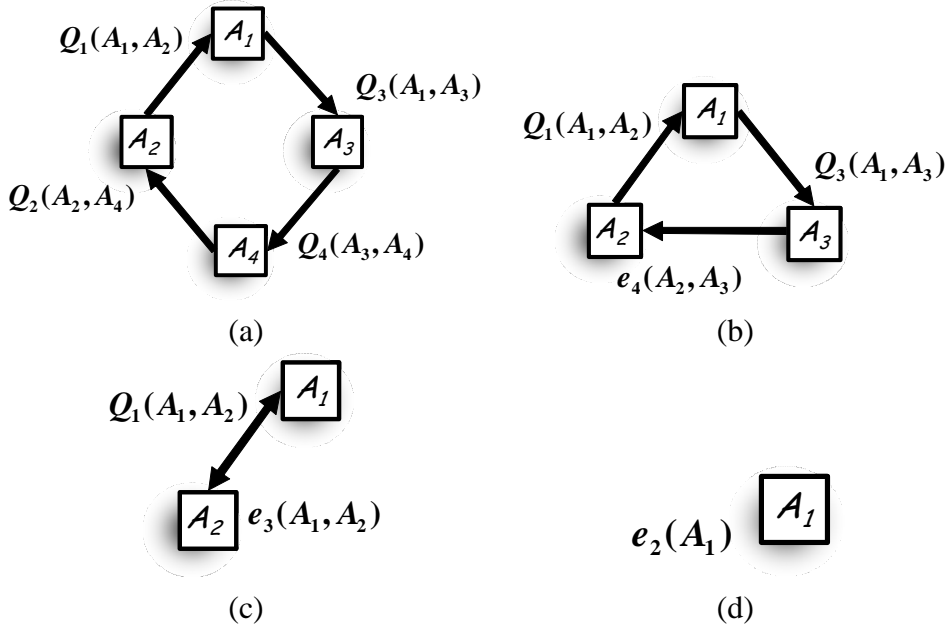 A₁
Q₁(A₁,A₂)
Q₃(A₁,A₃)
A₂
A₃
Q₂(A₂,A₄)
A₄
Q₄(A₃,A₄)
(a)
A₁
Q₁(A₁,A₂)
Q₃(A₁,A₃)
A₂
A₃
e₄(A₂,A₃)
(b)
A₁
Q₁(A₁,A₂)
A₂
e₃(A₁,A₂)
(c)
A₁
e₂(A₁)
(d)